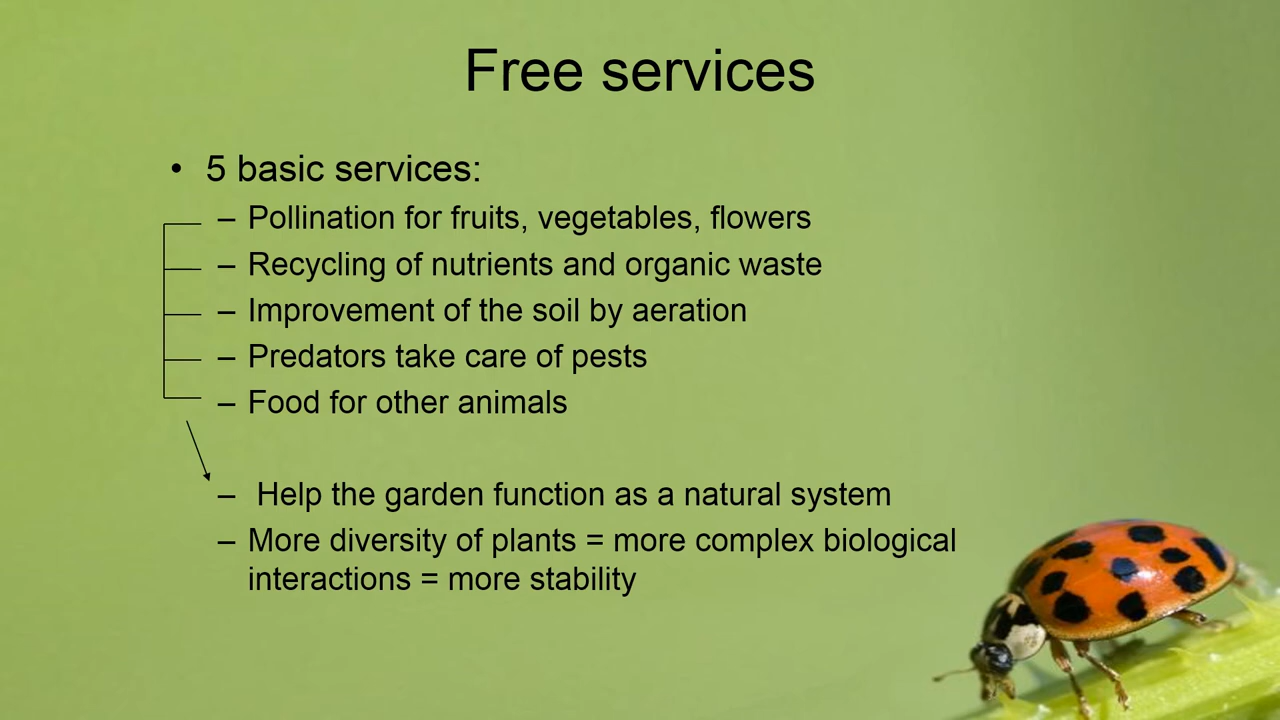 Free services
• 5 basic services:
– Pollination for fruits, vegetables, flowers
– Recycling of nutrients and organic waste
– Improvement of the soil by aeration
– Predators take care of pests
– Food for other animals
– Help the garden function as a natural system
– More diversity of plants = more complex biological
interactions = more stability